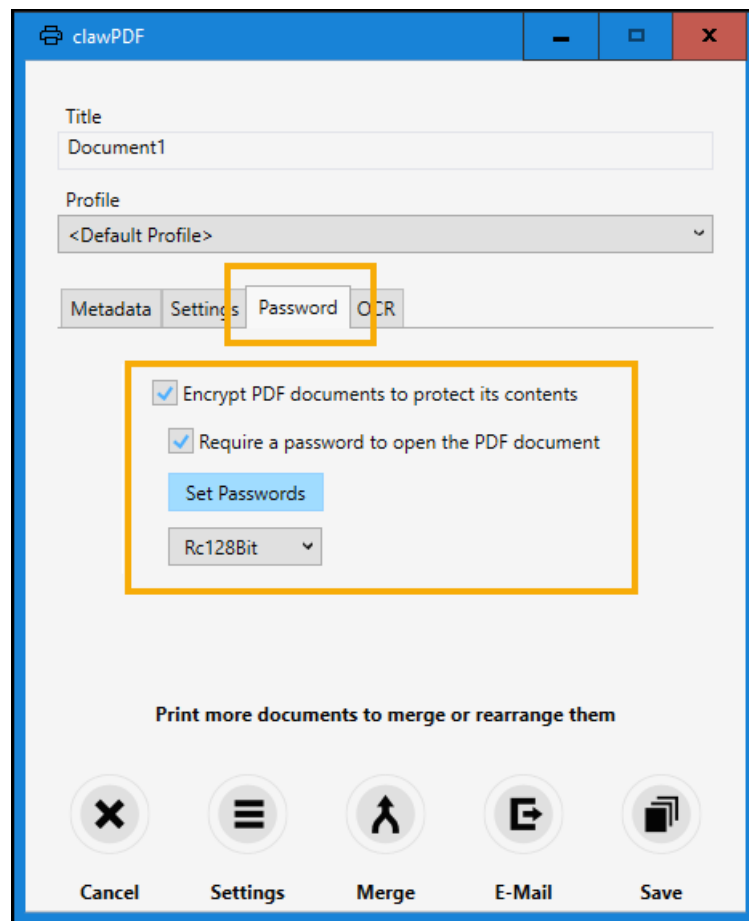 clawPDF
Title
Document1
Profile
<Default Profile>
Metadata Settings Password OCR
Encrypt PDF documents to protect its contents
Require a password to open the PDF document
Set Passwords
Rc128Bit
Print more documents to merge or rearrange them
Cancel Settings Merge E-Mail Save